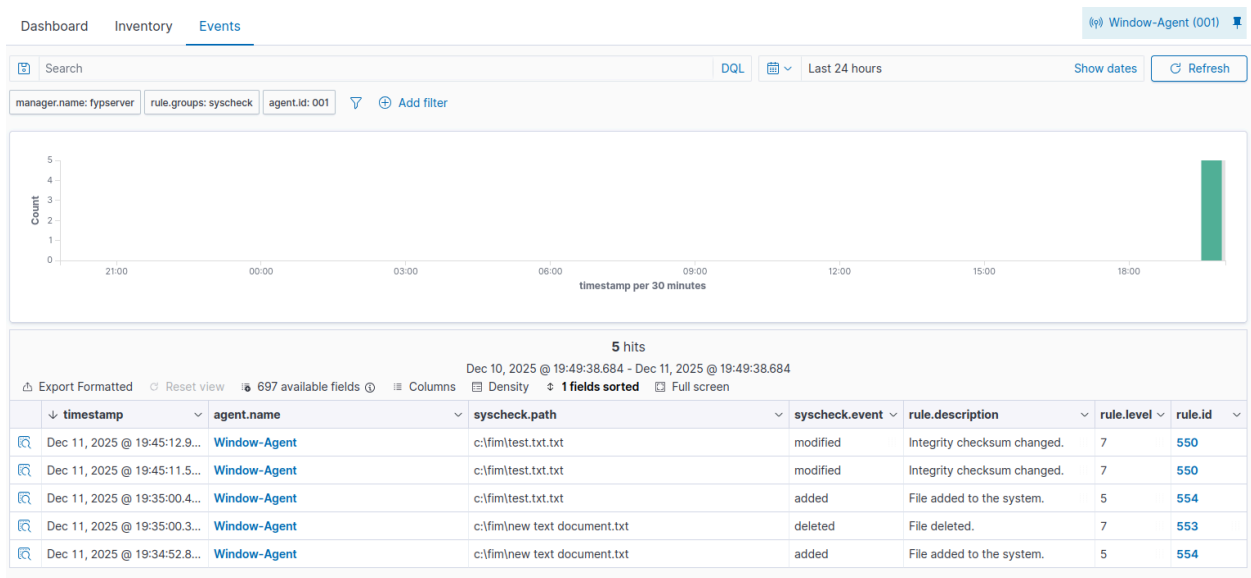 Dashboard Inventory Events Window-Agent (001)
Search DQL Last 24 hours Show dates Refresh
manager.name: fypserver rule.groups: syscheck agent.id: 001 Add filter
5
4
3
2
1
0
Count
21:00 00:00 03:00 06:00 09:00 12:00 15:00 18:00
timestamp per 30 minutes
5 hits
Dec 10, 2025 @ 19:49:38.684 - Dec 11, 2025 @ 19:49:38.684
Export Formatted Reset view 697 available fields Columns Density 1 fields sorted Full screen
timestamp agent.name syscheck.path syscheck.event rule.description rule.level rule.id
Dec 11, 2025 @ 19:45:12.9... Window-Agent c:\fim\test.txt.txt modified Integrity checksum changed. 7 550
Dec 11, 2025 @ 19:45:11.5... Window-Agent c:\fim\test.txt.txt modified Integrity checksum changed. 7 550
Dec 11, 2025 @ 19:35:00.4... Window-Agent c:\fim\test.txt.txt added File added to the system. 5 554
Dec 11, 2025 @ 19:35:00.3... Window-Agent c:\fim\new text document.txt deleted File deleted. 7 553
Dec 11, 2025 @ 19:34:52.8... Window-Agent c:\fim\new text document.txt added File added to the system. 5 554